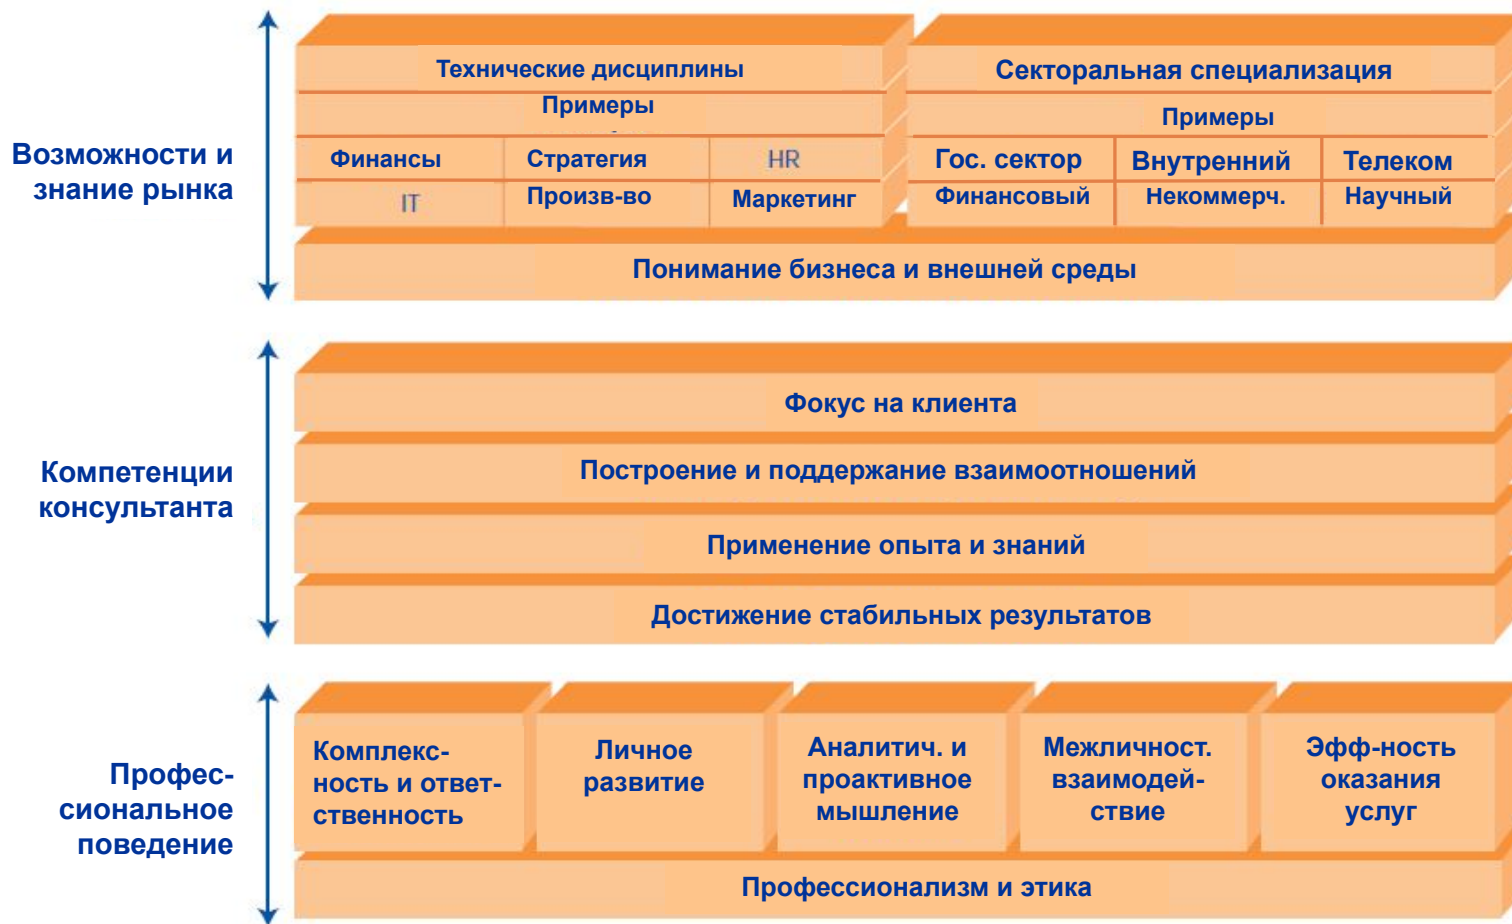 Возможности и
знание рынка
Технические дисциплины
Примеры
Финансы Стратегия HR
IT Произв-во Маркетинг
Секторальная специализация
Примеры
Гос. сектор Внутренний Телеком
Финансовый Некоммерч. Научный
Понимание бизнеса и внешней среды
Компетенции
консультанта
Фокус на клиента
Построение и поддержание взаимоотношений
Применение опыта и знаний
Достижение стабильных результатов
Профес-
сиональное
поведение
Комплекс-
ность и ответ-
ственность
Личное
развитие
Аналитич. и
проактивное
мышление
Межличност.
взаимодей-
ствие
Эфф-ность
оказания
услуг
Профессионализм и этика